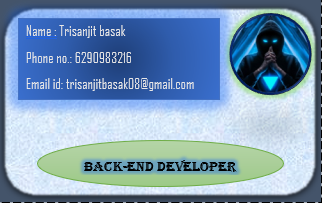 Name : Trisanjit basak
Phone no.: 6290983216
Email id: trisanjitbasak08@gmail.com
BACK-END DEVELOPER